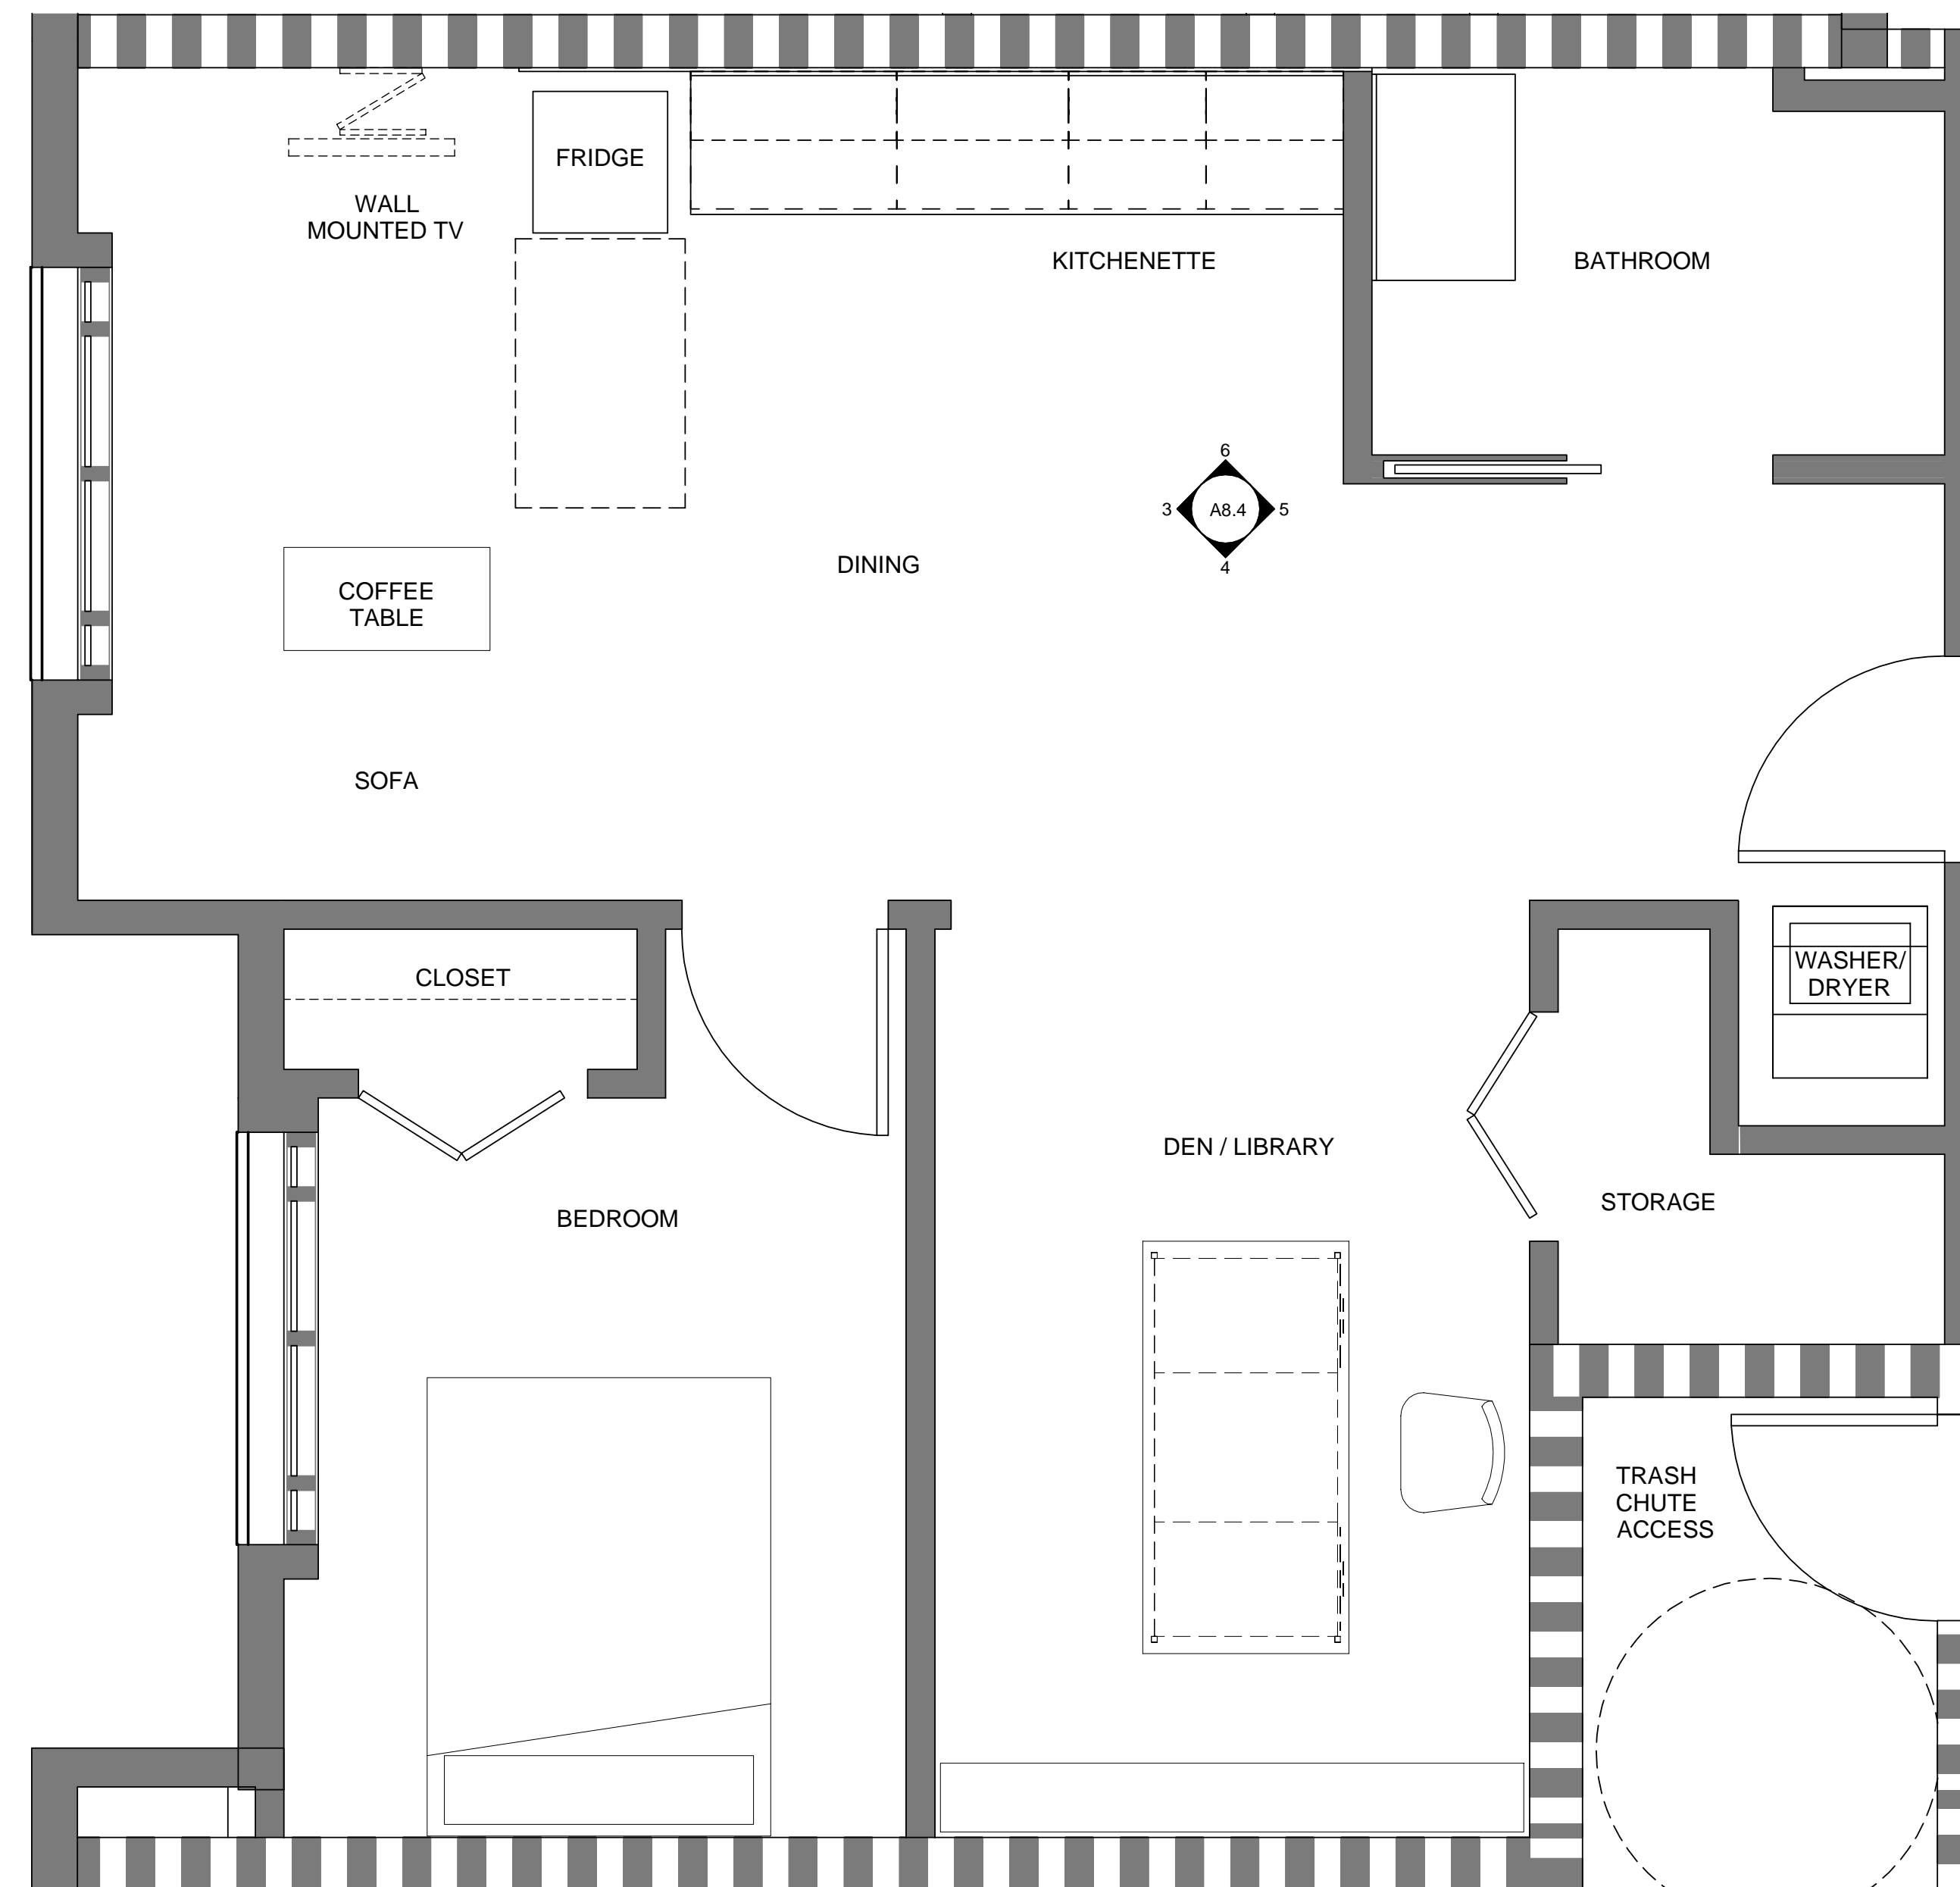 FRIDGE
WALL
MOUNTED TV
KITCHENETTE
BATHROOM
6
3
A8.4
5
4
DINING
COFFEE
TABLE
SOFA
CLOSET
WASHER/
DRYER
DEN / LIBRARY
STORAGE
BEDROOM
TRASH
CHUTE
ACCESS